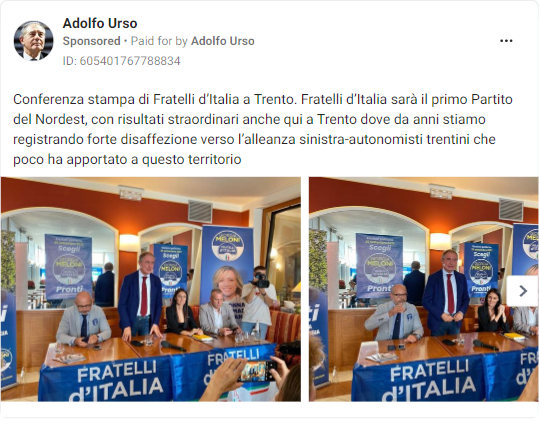 Adolfo Urso
Sponsored • Paid for by Adolfo Urso
ID: 605401767788834
Conferenza stampa di Fratelli d’Italia a Trento. Fratelli d’Italia sarà il primo Partito
del Nordest, con risultati straordinari anche qui a Trento dove da anni stiamo
registrando forte disaffezione verso l’alleanza sinistra-autonomisti trentini che
poco ha apportato a questo territorio
MELONI
Scegli
MELONI
MELONI
Pronti
FRATELLI
d'ITALIA
FRATELLI
MELONI
Scegli
Pronti
FRATELLI
d'ITALIA